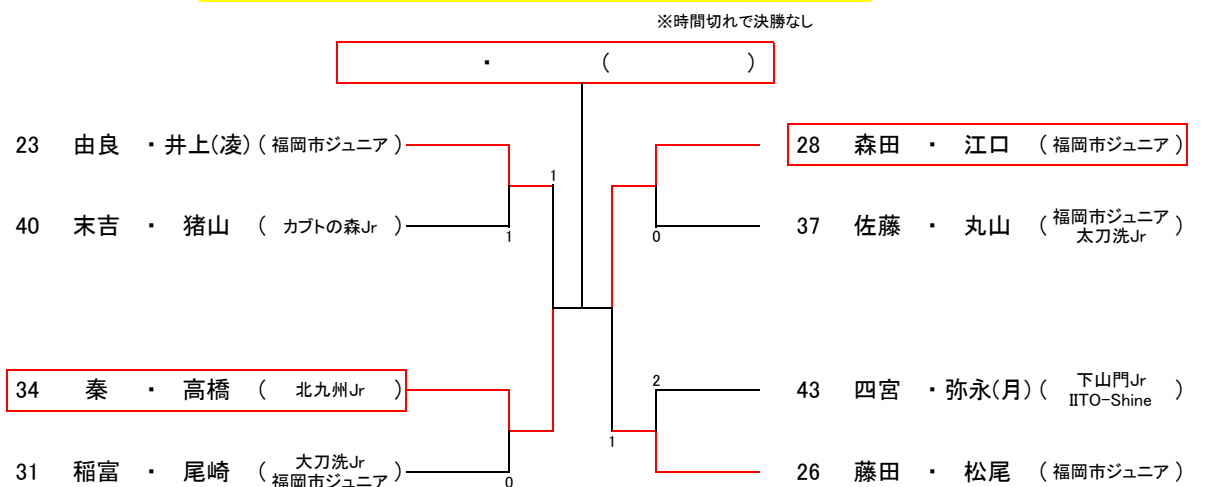 ※時間切れで決勝なし
・ ( )
23 由良 ・ 井上(凌) ( 福岡市ジュニア )
28 森田 ・ 江口 ( 福岡市ジュニア )
1
40 末吉 ・ 猪山 ( カブトの森Jr )
1
0
37 佐藤 ・ 丸山 ( 福岡市ジュニア
太刀洗Jr )
34 秦 ・ 高橋 ( 北九州Jr )
2
43 四宮 ・ 弥永(月) ( 下山門Jr
IITO-Shine )
1
31 稲富 ・ 尾崎 ( 大刀洗Jr
福岡市ジュニア )
0
26 藤田 ・ 松尾 ( 福岡市ジュニア )